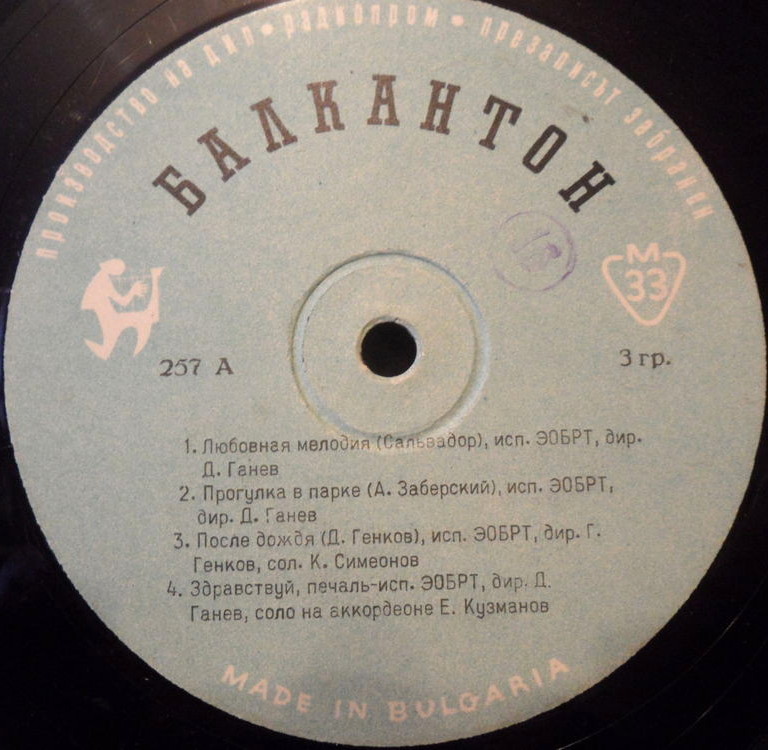 производство на дип • радиопром • презаписът забранен
БАЛКАНТОН
М
33
257 А
3 гр.
1. Любовная мелодия (Сальвадор), исп. ЭОБРТ, дир.
Д. Ганев
2. Прогулка в парке (А. Заберский), исп. ЭОБРТ,
дир. Д. Ганев
3. После дождя (Д. Генков), исп. ЭОБРТ, дир. Г.
Генков, сол. К. Симеонов
4. Здравствуй, печаль-исп. ЭОБРТ, дир. Д.
Ганев, соло на аккордеоне Е. Кузманов
MADE IN BULGARIA